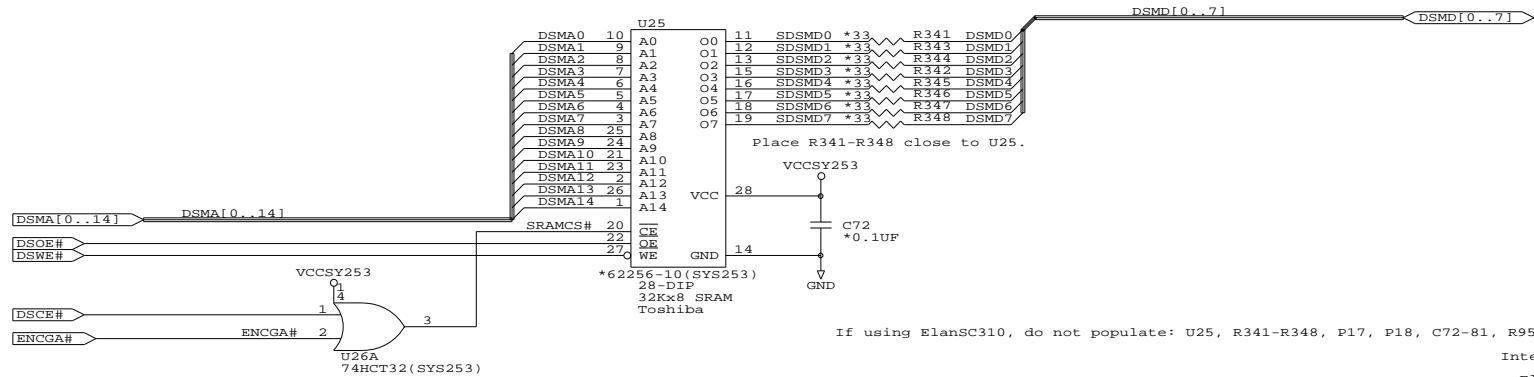 DSMD[0..7]
DSMD[0..7]
U25
DSMA0 10 A0 O0 11 SDSMD0 *33 R341 DSMD0
DSMA1 9 A1 O1 12 SDSMD1 *33 R343 DSMD1
DSMA2 8 A2 O2 13 SDSMD2 *33 R344 DSMD2
DSMA3 7 A3 O3 15 SDSMD3 *33 R342 DSMD3
DSMA4 6 A4 O4 16 SDSMD4 *33 R345 DSMD4
DSMA5 5 A5 O5 17 SDSMD5 *33 R346 DSMD5
DSMA6 4 A6 O6 18 SDSMD6 *33 R347 DSMD6
DSMA7 3 A7 O7 19 SDSMD7 *33 R348 DSMD7
DSMA8 25 A8
DSMA9 24 A9
Place R341-R348 close to U25.
DSMA10 21 A10
DSMA11 23 A11
VCCSY253
DSMA12 2 A12
DSMA13 26 A13 VCC 28
DSMA14 1 A14
DSMA[0..14]
DSMA[0..14]
SRAMCS# 20 CE
C72
*0.1UF
DSOE# 22 OE
DSWE# 27 WE GND 14
GND
*62256-10(SYS253)
28-DIP
32Kx8 SRAM
Toshiba
VCCSY253
1
4
DSCE# 1
3
ENCGA# ENCGA# 2
U26A
74HCT32(SYS253)
If using ElanSC310, do not populate: U25, R341-R348, P17, P18, C72-81, R95
Inte